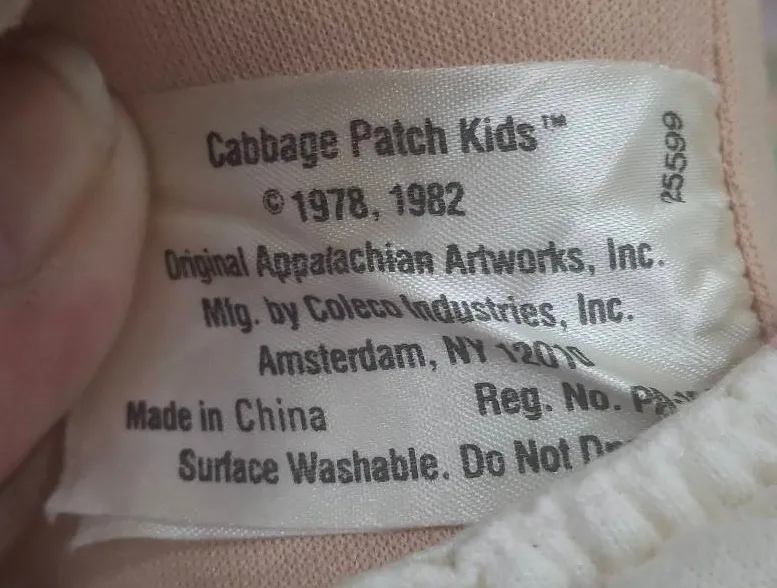 Cabbage Patch Kids™
© 1978, 1982
Original Appalachian Artworks, Inc.
Mfg. by Coleco Industries, Inc.
Amsterdam, NY 12010
Made in China
Reg. No.
Surface Washable. Do Not
25599